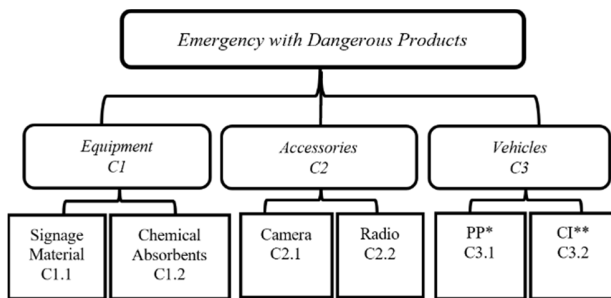 Emergency with Dangerous Products
Equipment
C1
Accessories
C2
Vehicles
C3
Signage
Material
C1.1
Chemical
Absorbents
C1.2
Camera
C2.1
Radio
C2.2
PP*
C3.1
CI**
C3.2